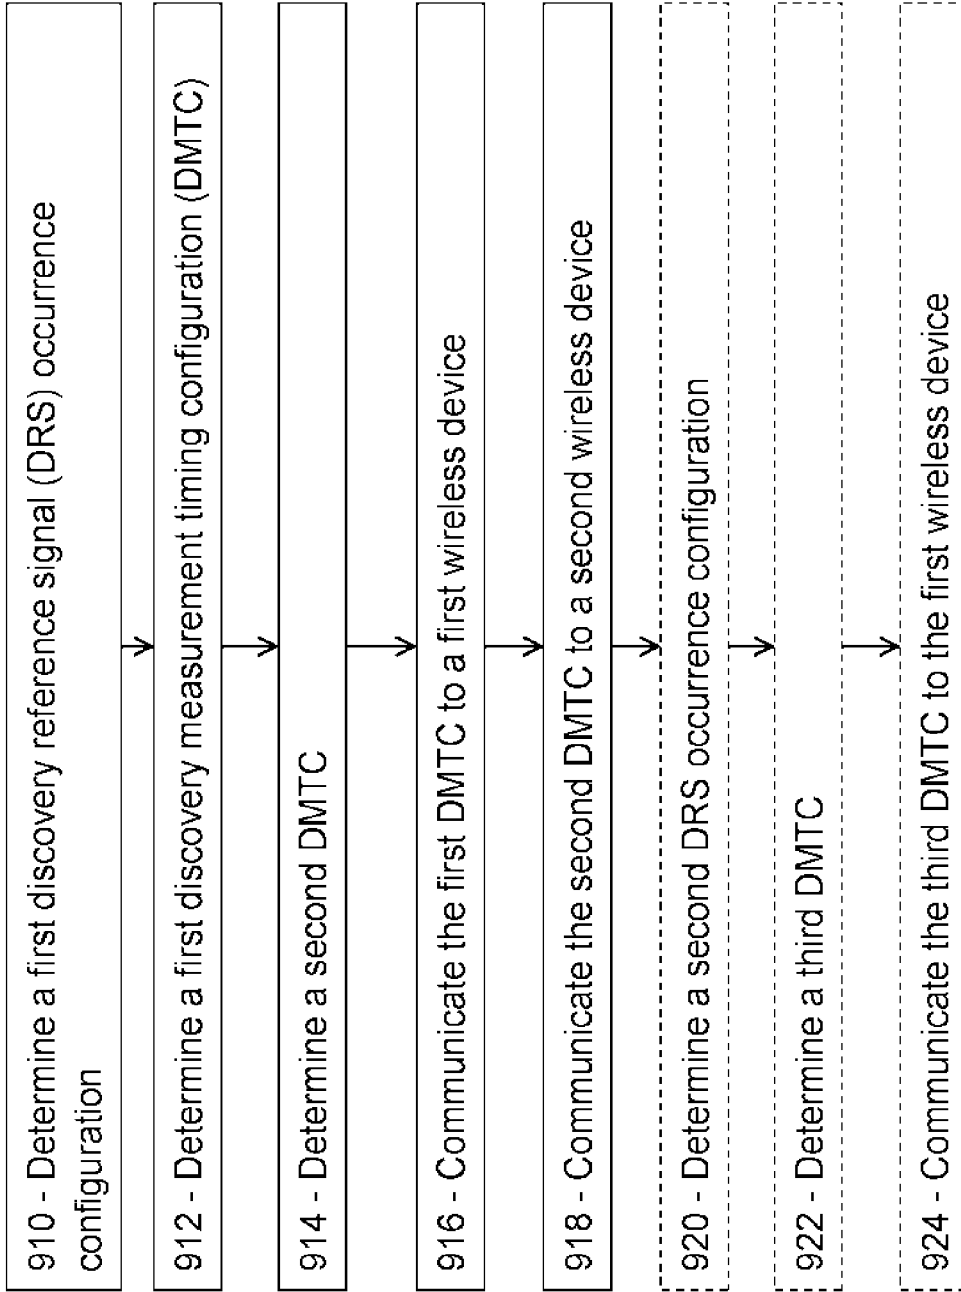 910 - Determine a first discovery reference signal (DRS) occurrence
configuration
912 - Determine a first discovery measurement timing configuration (DMTC)
914 - Determine a second DMTC
916 - Communicate the first DMTC to a first wireless device
918 - Communicate the second DMTC to a second wireless device
920 - Determine a second DRS occurrence configuration
922 - Determine a third DMTC
924 - Communicate the third DMTC to the first wireless device